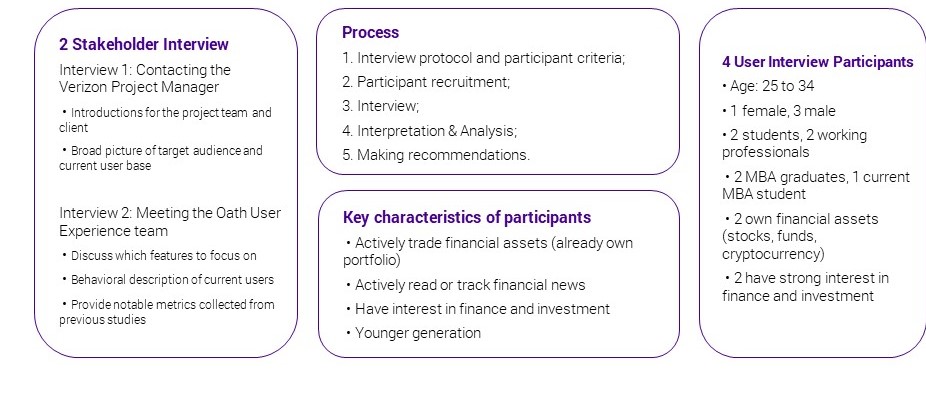 2 Stakeholder Interview
Interview 1: Contacting the
Verizon Project Manager
• Introductions for the project team and
client
• Broad picture of target audience and
current user base
Interview 2: Meeting the Oath User
Experience team
• Discuss which features to focus on
• Behavioral description of current users
• Provide notable metrics collected from
previous studies
Process
1. Interview protocol and participant criteria;
2. Participant recruitment;
3. Interview;
4. Interpretation & Analysis;
5. Making recommendations.
Key characteristics of participants
• Actively trade financial assets (already own
portfolio)
• Actively read or track financial news
• Have interest in finance and investment
• Younger generation
4 User Interview Participants
• Age: 25 to 34
• 1 female, 3 male
• 2 students, 2 working
professionals
• 2 MBA graduates, 1 current
MBA student
• 2 own financial assets
(stocks, funds,
cryptocurrency)
• 2 have strong interest in
finance and investment